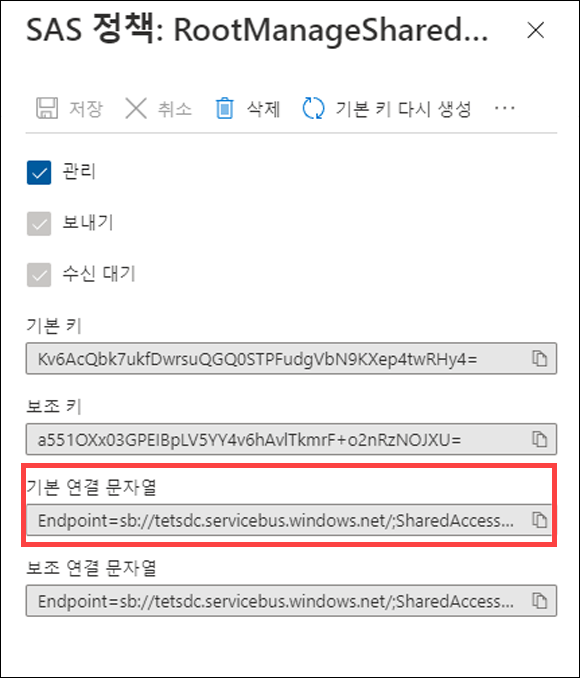 SAS 정책: RootManageShared...
저장 취소 삭제 기본 키 다시 생성 ...
관리
보내기
수신 대기
기본 키
Kv6AcQbk7ukfDwrsuQGQ0STPFudgVbN9KXep4twRHy4=
보조 키
a551OXx03GPEIBpLV5YY4v6hAvlTkmrF+o2nRzNOJXU=
기본 연결 문자열
Endpoint=sb://tetsdc.servicebus.windows.net/;SharedAccess...
보조 연결 문자열
Endpoint=sb://tetsdc.servicebus.windows.net/;SharedAccess...